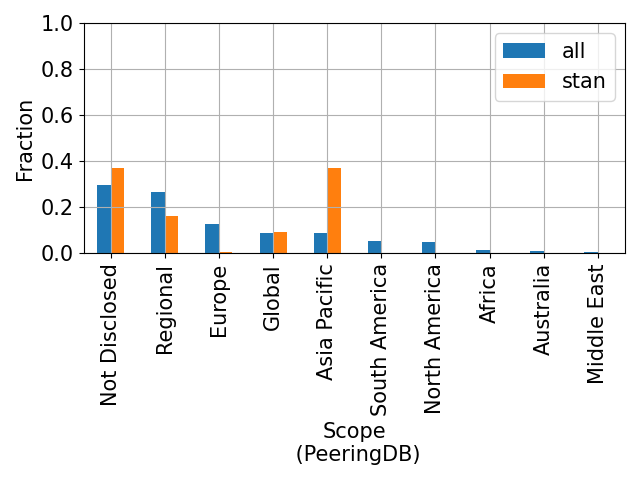 1.0
0.8
0.6
0.4
0.2
0.0
Fraction
all
stan
Not Disclosed
Regional
Europe
Global
Asia Pacific
South America
North America
Africa
Australia
Middle East
Scope
(PeeringDB)